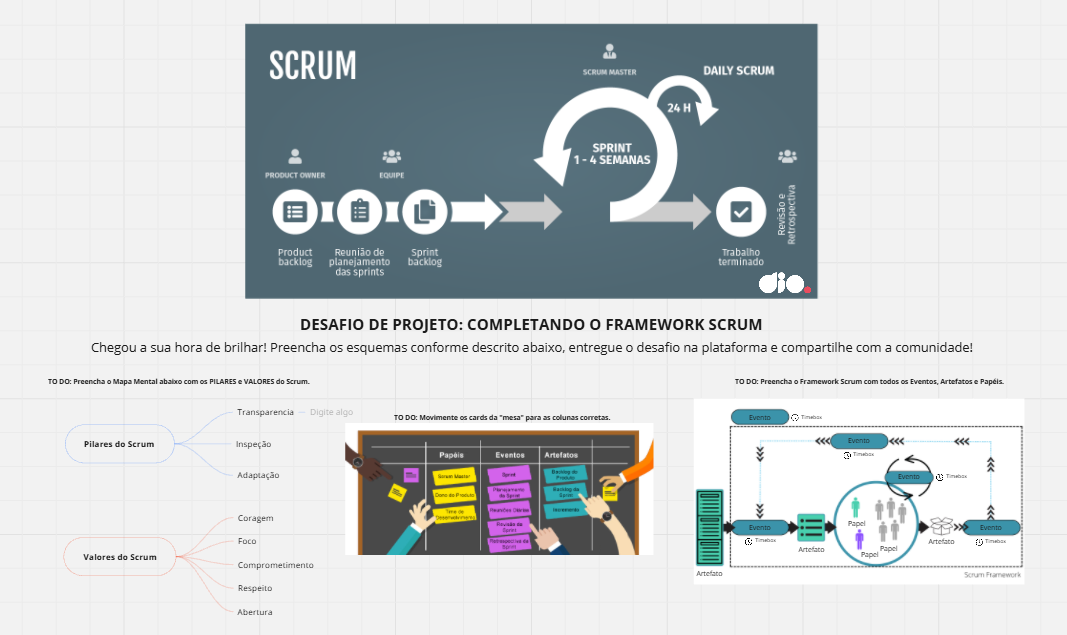 SCRUM
SCRUM MASTER
DAILY SCRUM
24 H
SPRINT
1 - 4 SEMANAS
PRODUCT OWNER
EQUIPE
Product
backlog
Reunião de
planejamento
das sprints
Sprint
backlog
Trabalho
terminado
Revisão e
Retrospectiva
dio.
DESAFIO DE PROJETO: COMPLETANDO O FRAMEWORK SCRUM
Chegou a sua hora de brilhar! Preencha os esquemas conforme descrito abaixo, entregue o desafio na plataforma e compartilhe com a comunidade!
TO DO: Preencha o Mapa Mental abaixo com os PILARES e VALORES do Scrum.
Pilares do Scrum
Transparencia
Digite algo
Inspeção
Adaptação
Valores do Scrum
Coragem
Foco
Comprometimento
Respeito
Abertura
TO DO: Movimente os cards da "mesa" para as colunas corretas.
Papéis
Eventos
Artefatos
Scrum Master
Dono do Produto
Time de
Desenvolvimento
Sprint
Planejamento
da Sprint
Reuniões Diárias
Revisão da
Sprint
Retrospectiva da
Sprint
Backlog do
Produto
Backlog da
Sprint
Incremento
TO DO: Preencha o Framework Scrum com todos os Eventos, Artefatos e Papéis.
Evento
Timebox
Evento
Timebox
Evento
Timebox
Artefato
Evento
Timebox
Artefato
Papel
Papel
Papel
Artefato
Evento
Timebox
Scrum Framework